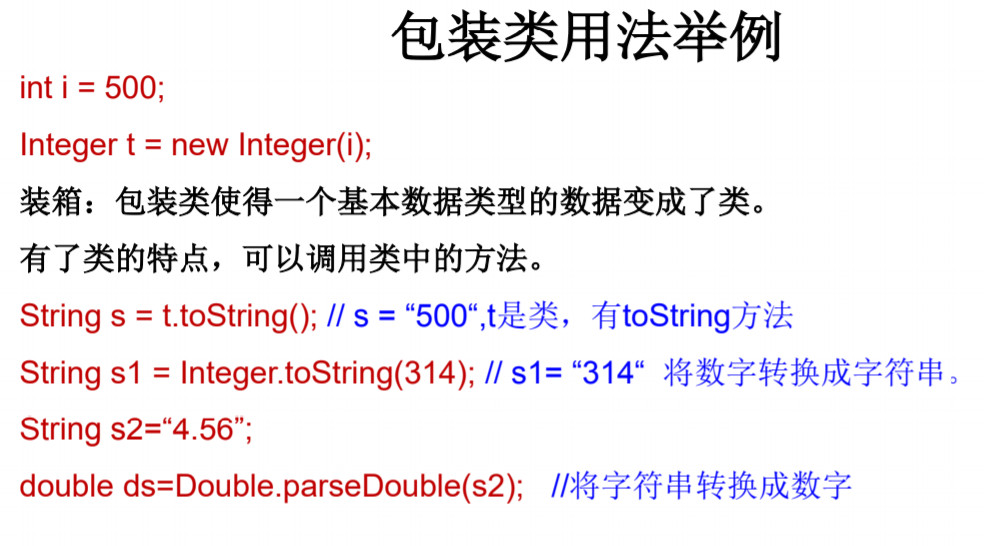 包装类用法举例
int i = 500;
Integer t = new Integer(i);
装箱：包装类使得一个基本数据类型的数据变成了类。
有了类的特点，可以调用类中的方法。
String s = t.toString(); // s = “500“,t是类，有toString方法
String s1 = Integer.toString(314); // s1= “314“ 将数字转换成字符串。
String s2=“4.56”;
double ds=Double.parseDouble(s2); //将字符串转换成数字